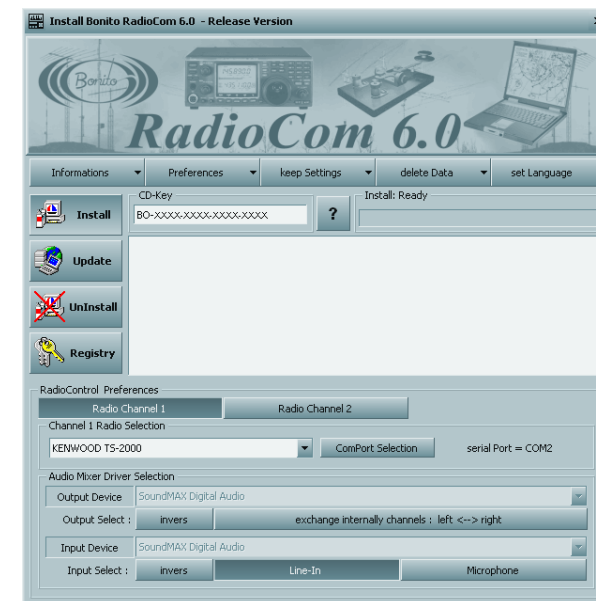 Install Bonito RadioCom 6.0 - Release Version
Bonito
RadioCom 6.0
Informations Preferences keep Settings delete Data set Language
CD-Key Install: Ready
Install BO-XXXX-XXXX-XXXX-XXXX ?
Update
UnInstall
Registry
RadioControl Preferences
Radio Channel 1 Radio Channel 2
Channel 1 Radio Selection
KENWOOD TS-2000 ComPort Selection serial Port = COM2
Audio Mixer Driver Selection
Output Device SoundMAX Digital Audio
Output Select : invers exchange internally channels : left <--> right
Input Device SoundMAX Digital Audio
Input Select : invers Line-In Microphone